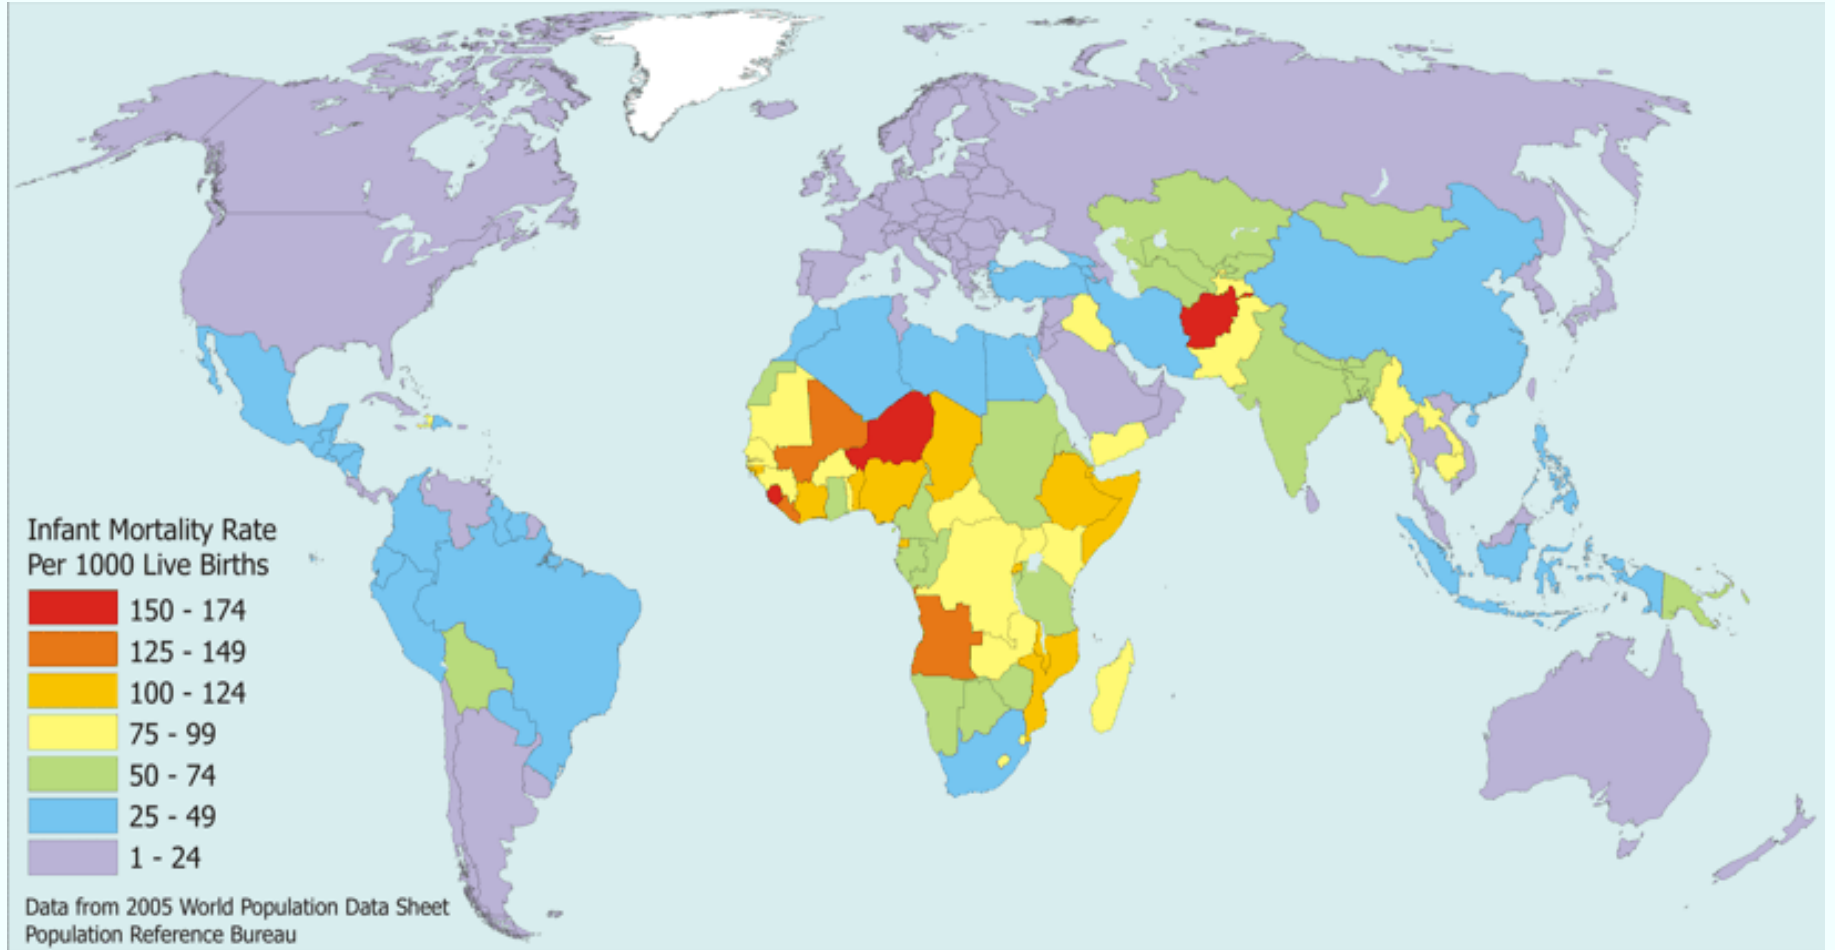 Infant Mortality Rate
Per 1000 Live Births
150 - 174
125 - 149
100 - 124
75 - 99
50 - 74
25 - 49
1 - 24
Data from 2005 World Population Data Sheet
Population Reference Bureau